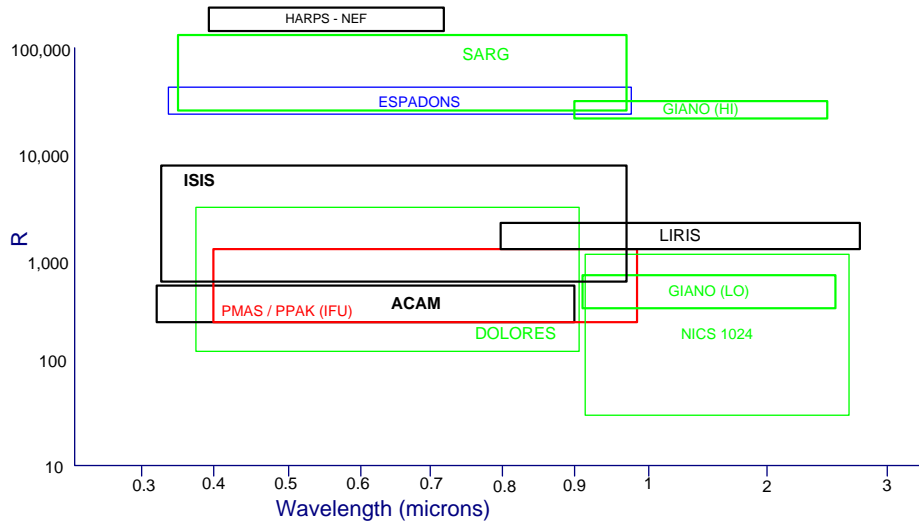 HARPS - NEF
100,000
SARG
ESPADONS
GIANO (HI)
10,000
ISIS
R
LIRIS
1,000
GIANO (LO)
ACAM
PMAS / PPAK (IFU)
DOLORES
NICS 1024
100
10
0.3 0.4 0.5 0.6 0.7 0.8 0.9 1 2 3
Wavelength (microns)